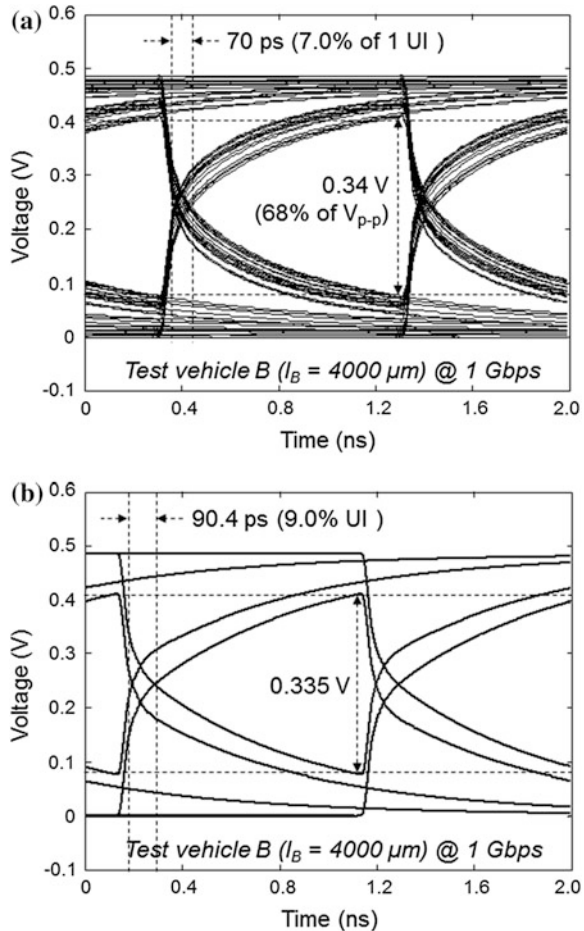 (a)
0.6
0.5
0.4
0.3
0.2
0.1
0
-0.1
Voltage (V)
70 ps (7.0% of 1 UI )
0.34 V
(68% of Vp-p)
Test vehicle B (lB = 4000 µm) @ 1 Gbps
0 0.4 0.8 1.2 1.6 2.0
Time (ns)
(b)
0.6
0.5
0.4
0.3
0.2
0.1
0
-0.1
Voltage (V)
90.4 ps (9.0% UI)
0.335 V
Test vehicle B (lB = 4000 µm) @ 1 Gbps
0 0.4 0.8 1.2 1.6 2.0
Time (ns)